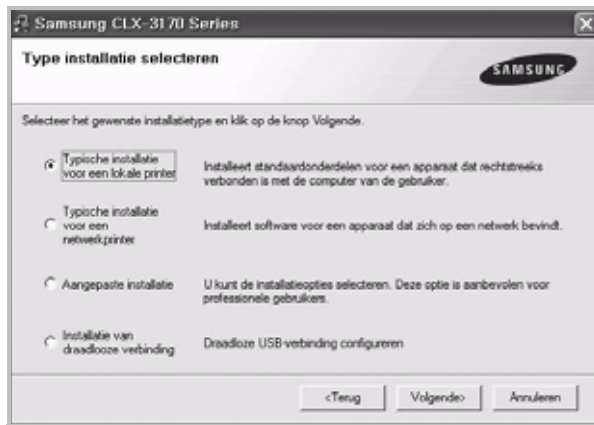 Samsung CLX-3170 Series
Type installatie selecteren
SAMSUNG
Selecteer het gewenste installatietype en klik op de knop Volgende.
Typische installatie
voor een lokale printer
Installeert standaardonderdelen voor een apparaat dat rechtstreeks
verbonden is met de computer van de gebruiker.
Typische installatie
voor een
netwerkprinter
Installeert software voor een apparaat dat zich op een netwerk bevindt.
Aangepaste installatie
U kunt de installatieopties selecteren. Deze optie is aanbevolen voor
professionele gebruikers.
Installatie van
draadlooze verbinding
Draadloze USB-verbinding configureren
<Terug
Volgende>
Annuleren